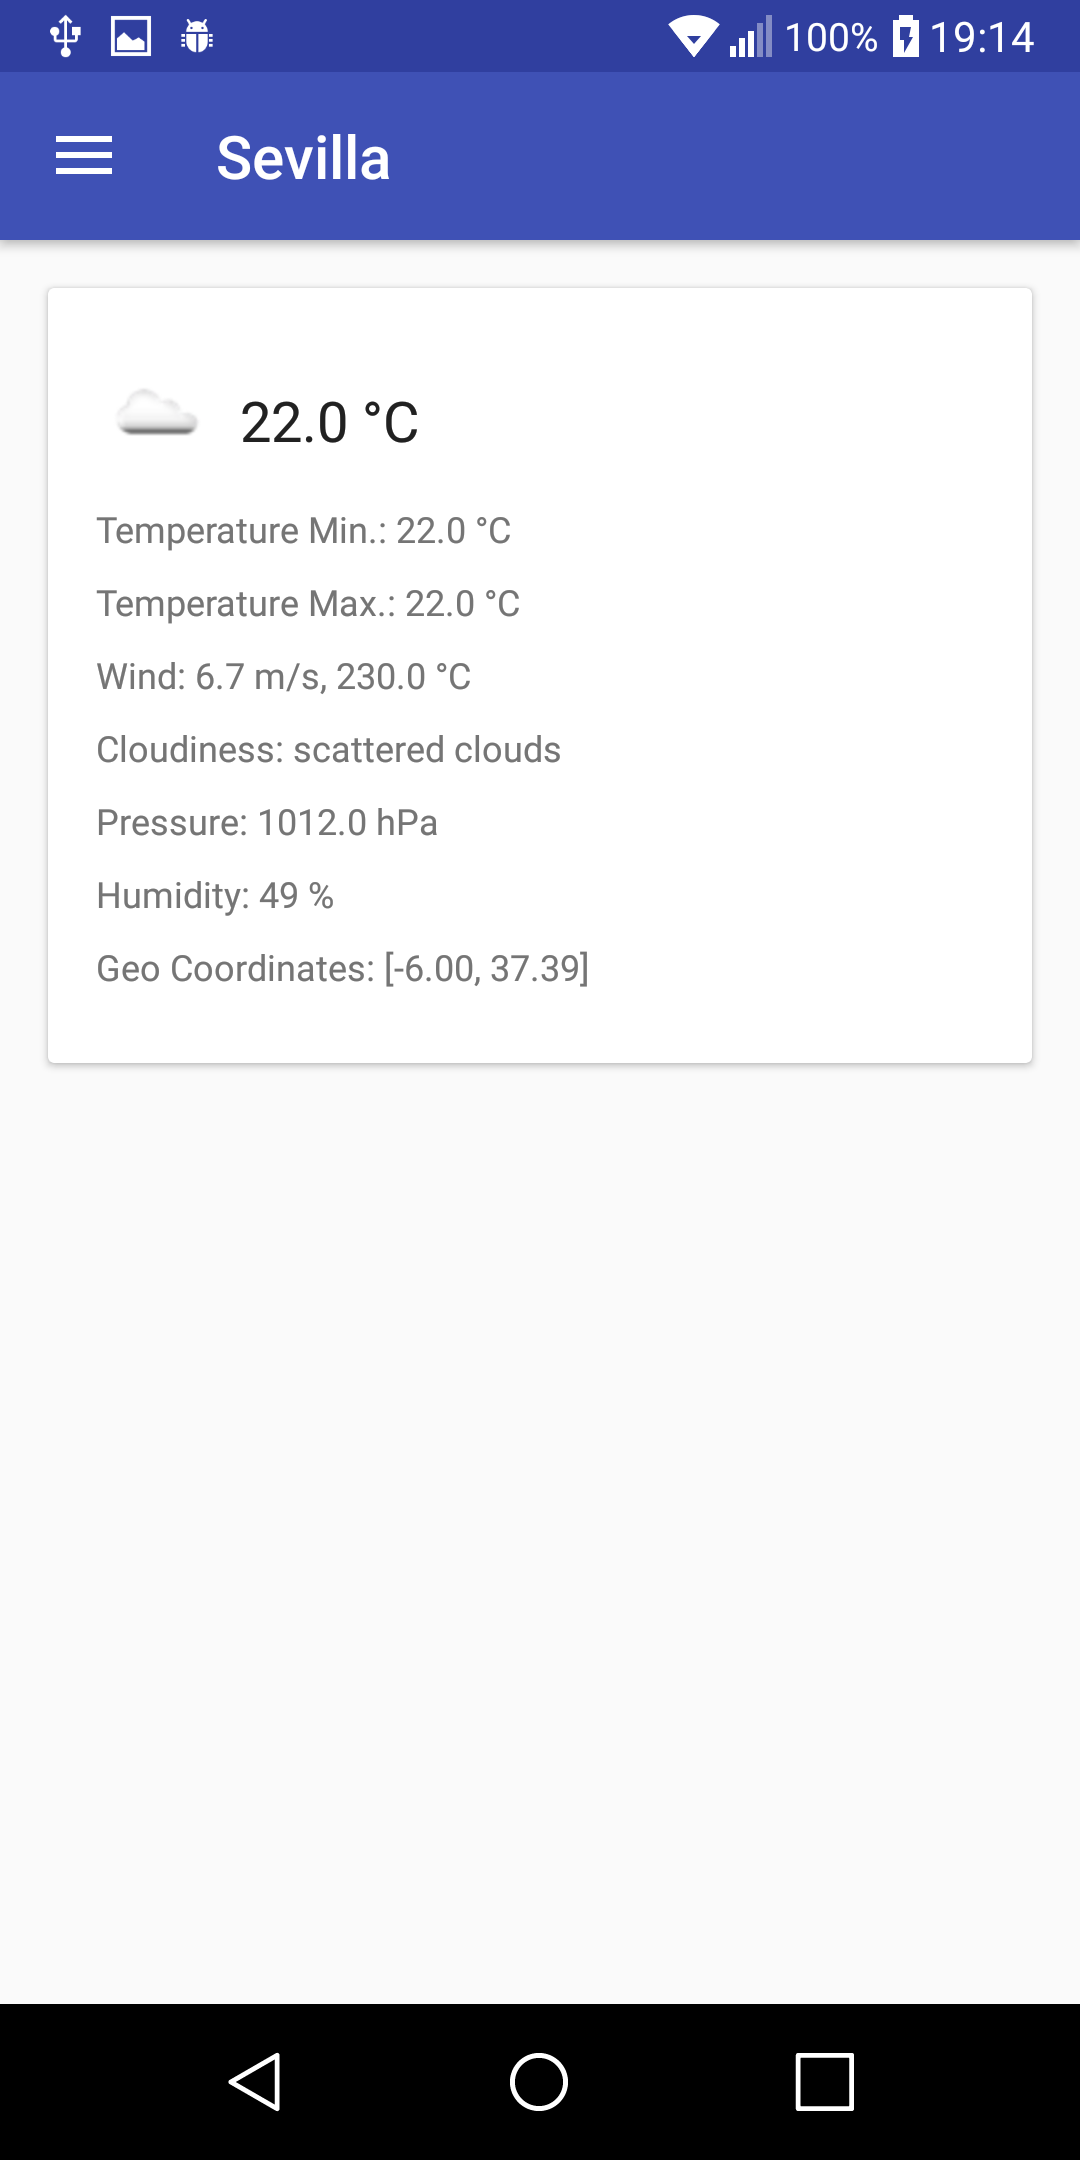 100% 19:14
Sevilla
22.0 °C
Temperature Min.: 22.0 °C
Temperature Max.: 22.0 °C
Wind: 6.7 m/s, 230.0 °C
Cloudiness: scattered clouds
Pressure: 1012.0 hPa
Humidity: 49 %
Geo Coordinates: [-6.00, 37.39]